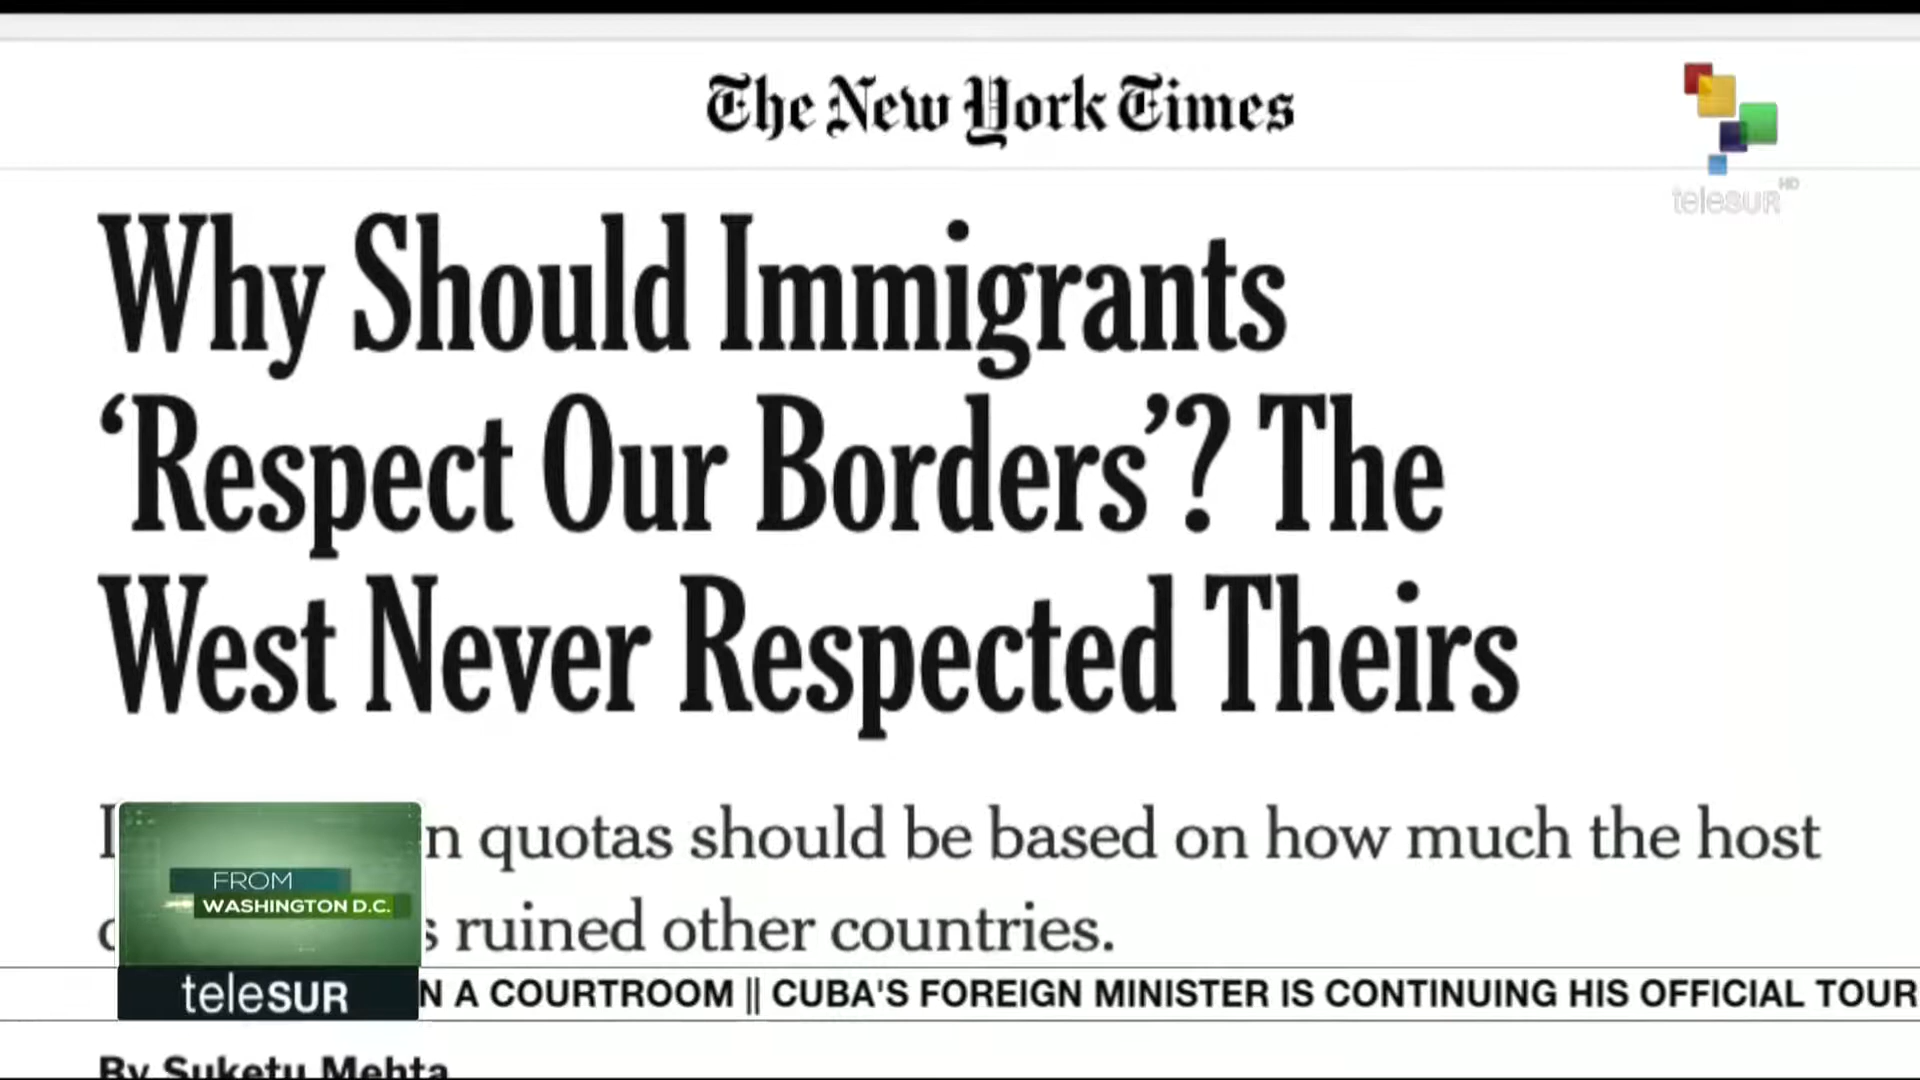 The New York Times
teleSUR HD
Why Should Immigrants
‘Respect Our Borders’? The
West Never Respected Theirs
n quotas should be based on how much the host
s ruined other countries.
FROM
WASHINGTON D.C.
teleSUR
N A COURTROOM || CUBA'S FOREIGN MINISTER IS CONTINUING HIS OFFICIAL TOUR
By Suketu Mehta